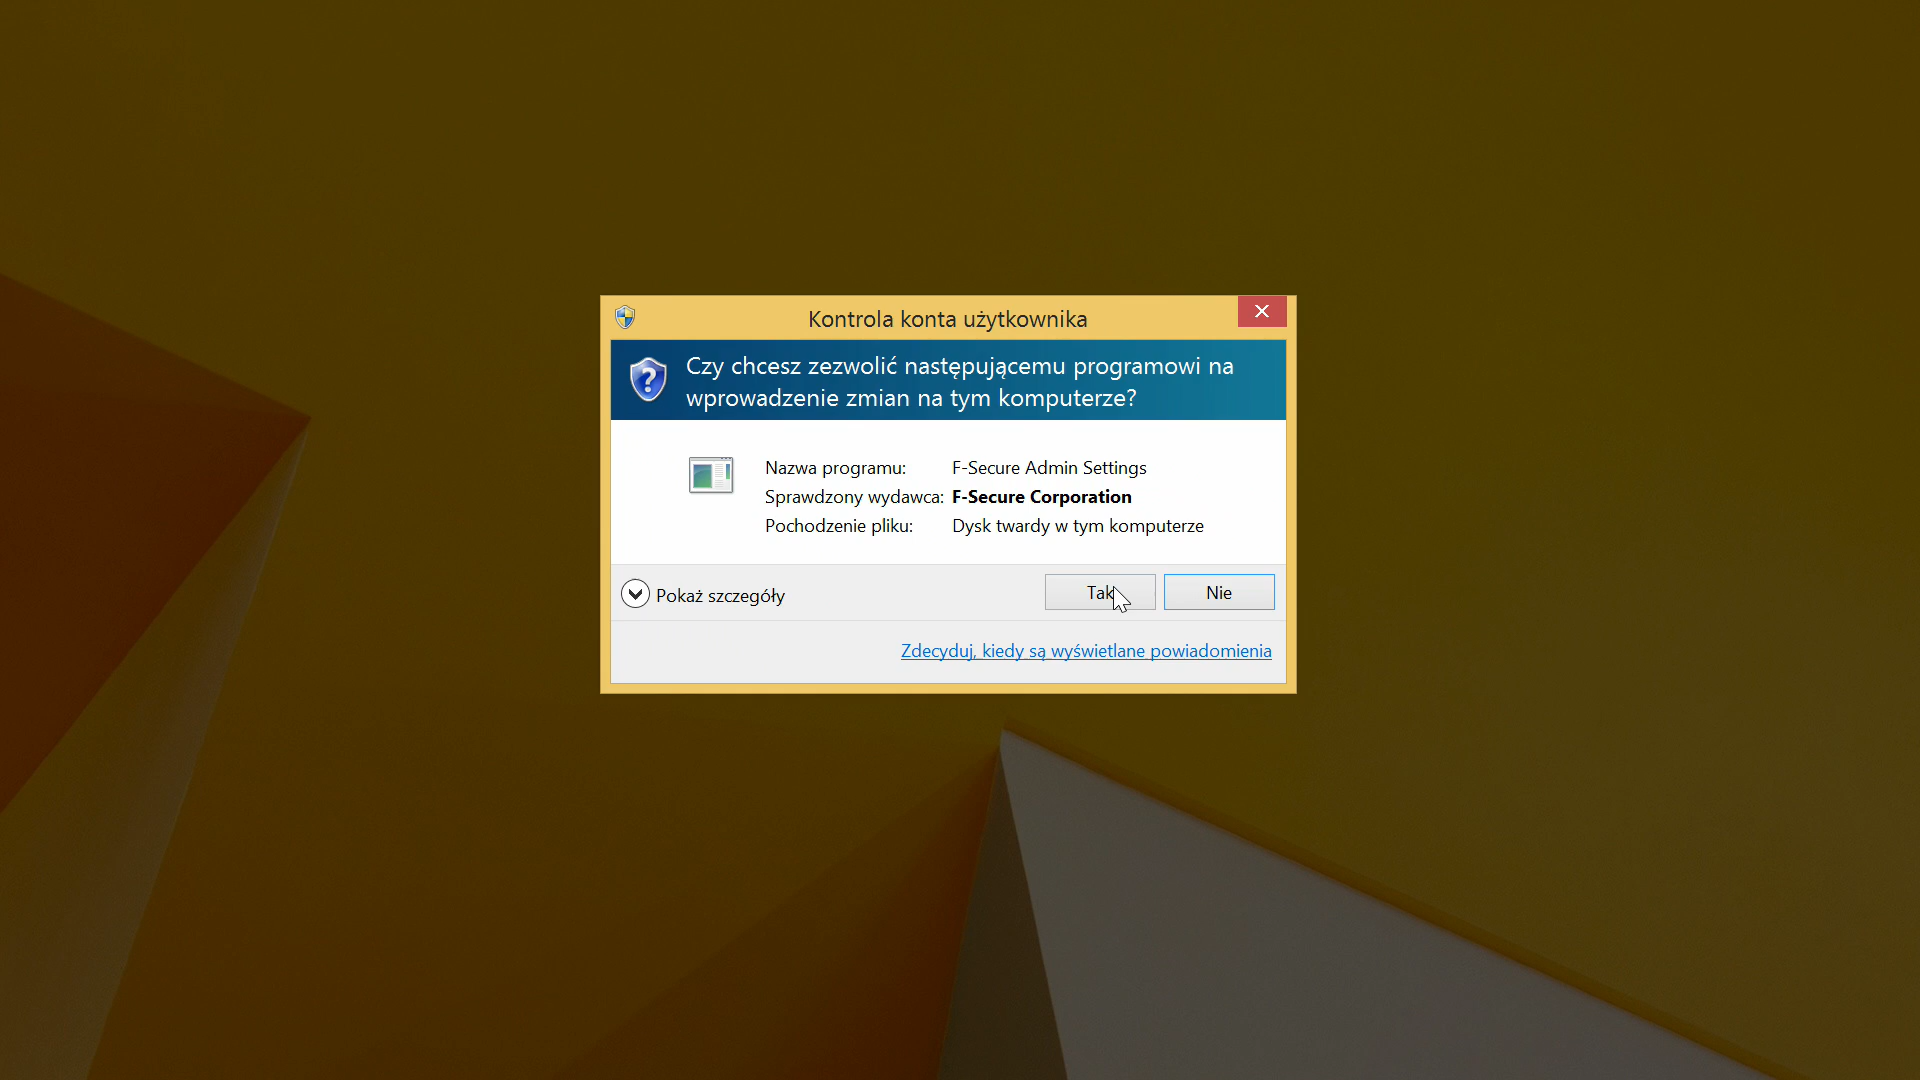 Kontrola konta użytkownika
Czy chcesz zezwolić następującemu programowi na
wprowadzenie zmian na tym komputerze?
Nazwa programu: F-Secure Admin Settings
Sprawdzony wydawca: F-Secure Corporation
Pochodzenie pliku: Dysk twardy w tym komputerze
Pokaż szczegóły Tak Nie
Zdecyduj, kiedy są wyświetlane powiadomienia